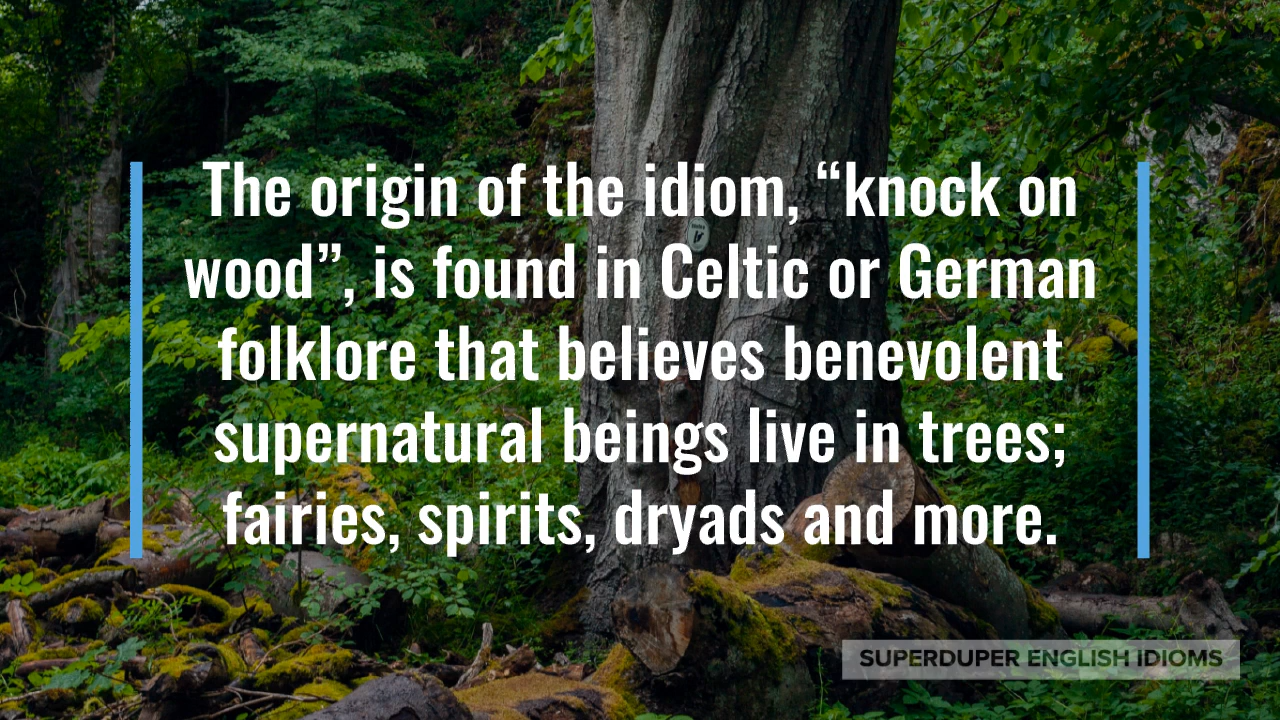 The origin of the idiom, “knock on
wood”, is found in Celtic or German
folklore that believes benevolent
supernatural beings live in trees;
fairies, spirits, dryads and more.
SUPERDUPER ENGLISH IDIOMS